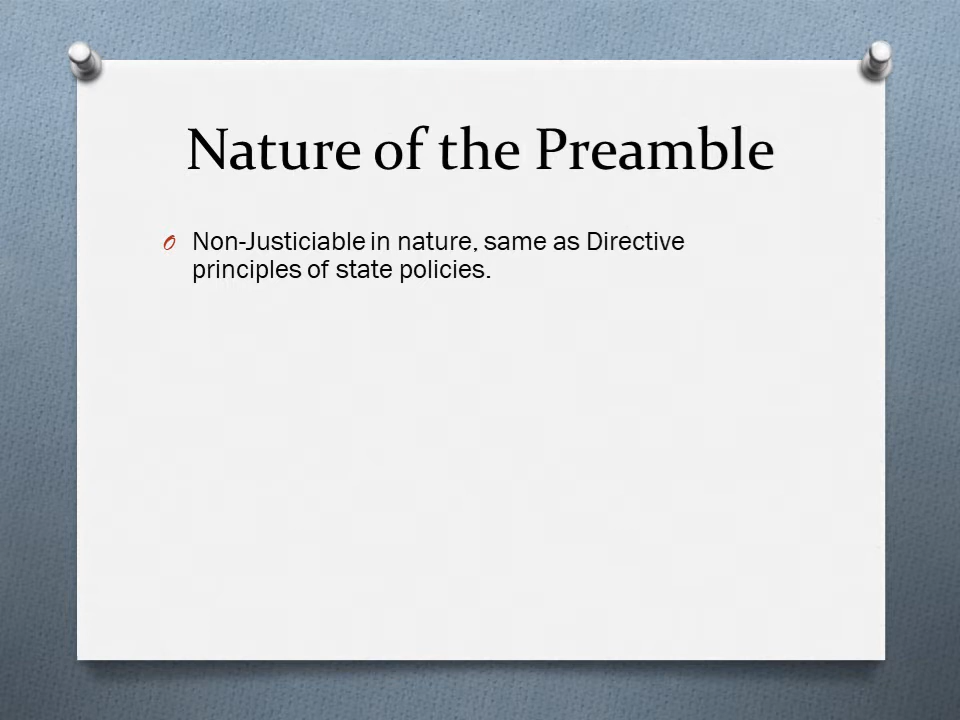 Nature of the Preamble
Non-Justiciable in nature, same as Directive
principles of state policies.